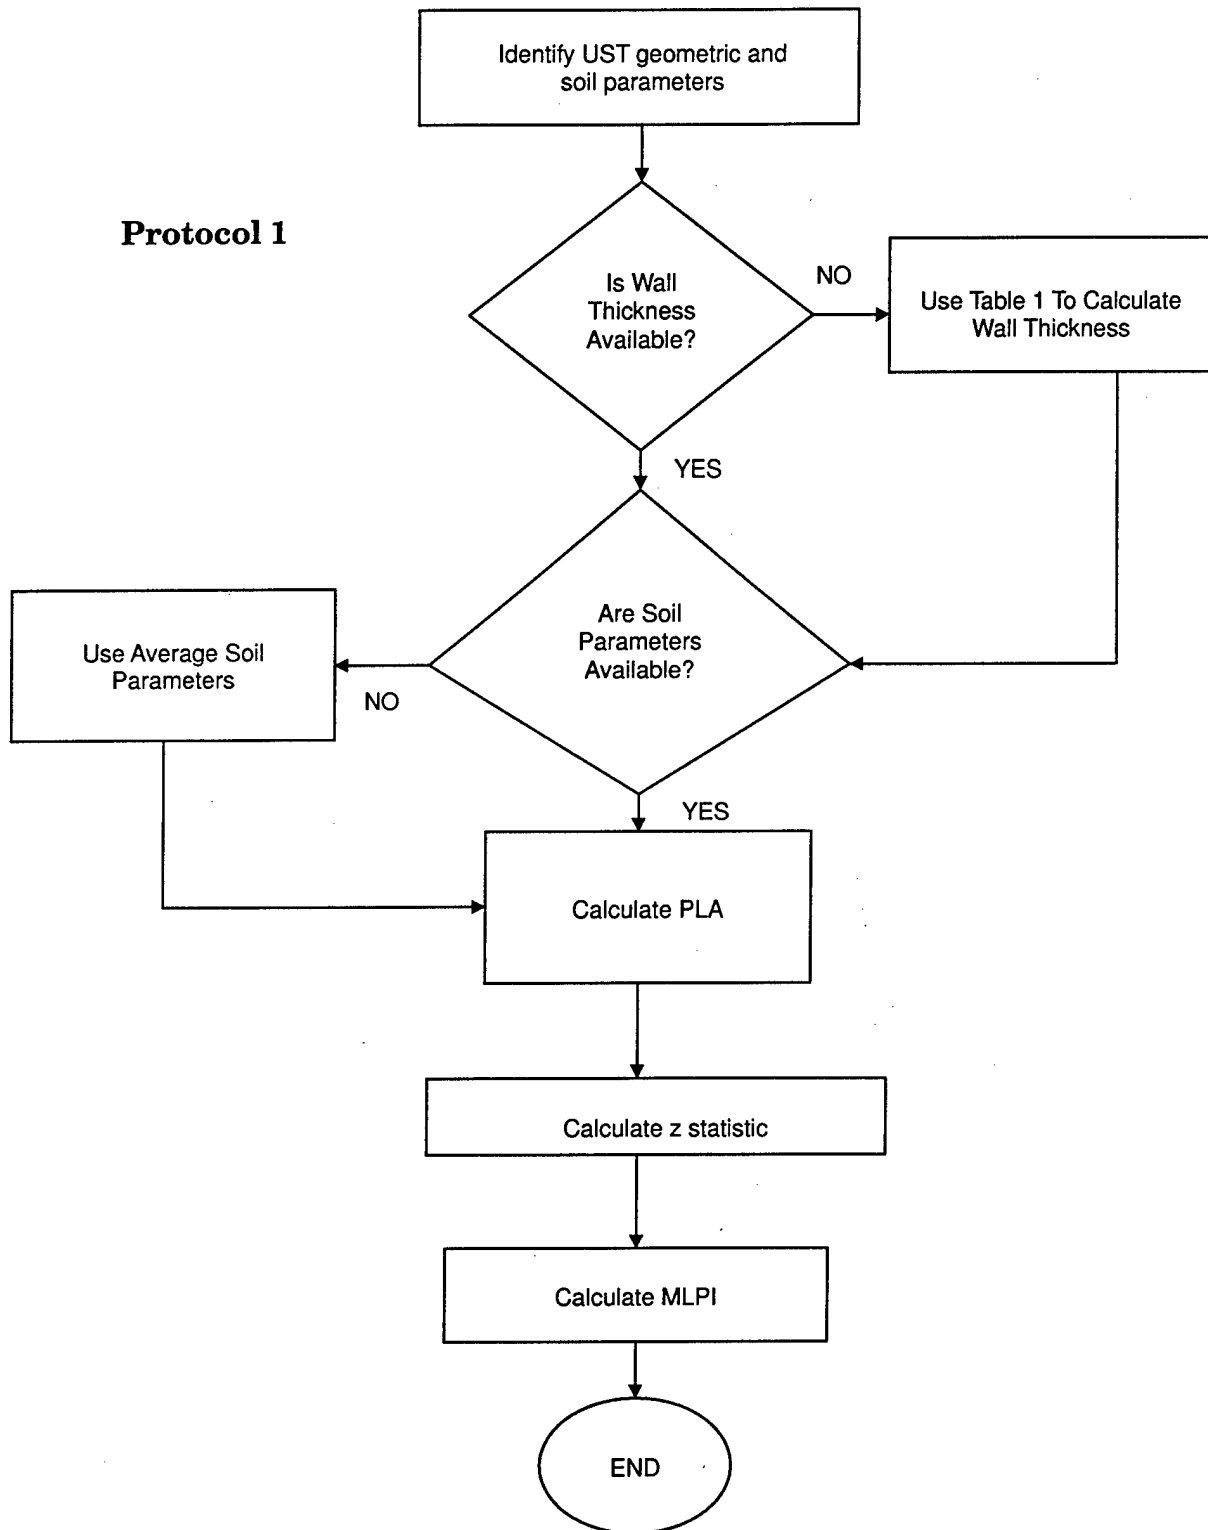 Identify UST geometric and
soil parameters
Protocol 1
Is Wall
Thickness
Available?
NO
Use Table 1 To Calculate
Wall Thickness
YES
Are Soil
Parameters
Available?
Use Average Soil
Parameters
NO
YES
Calculate PLA
Calculate z statistic
Calculate MLPI
END